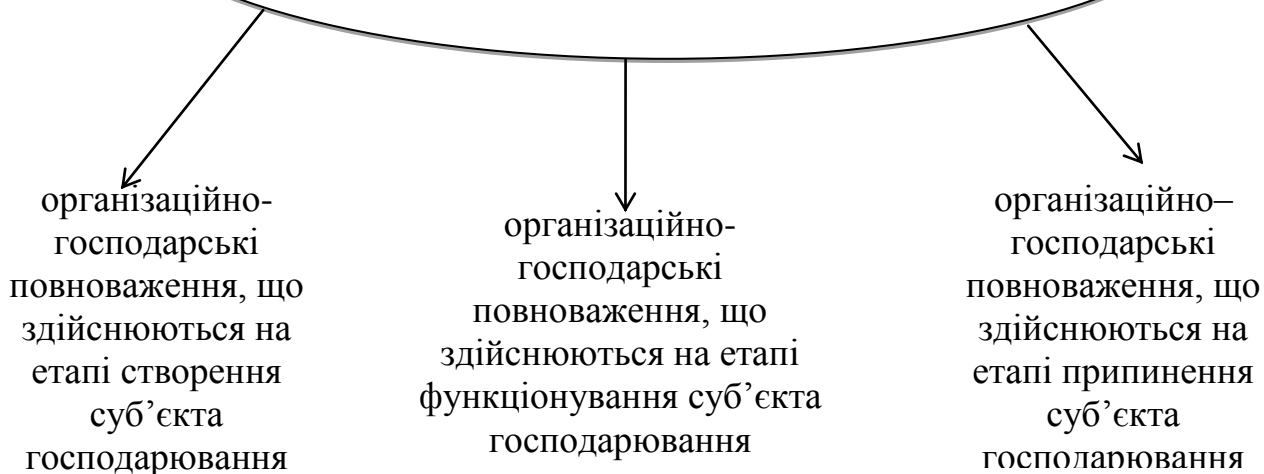 організаційно-
господарські
повноваження, що
здійснюються на
етапі створення
суб’єкта
господарювання
організаційно-
господарські
повноваження, що
здійснюються на етапі
функціонування суб’єкта
господарювання
організаційно–
господарські
повноваження, що
здійснюються на
етапі припинення
суб’єкта
господарювання